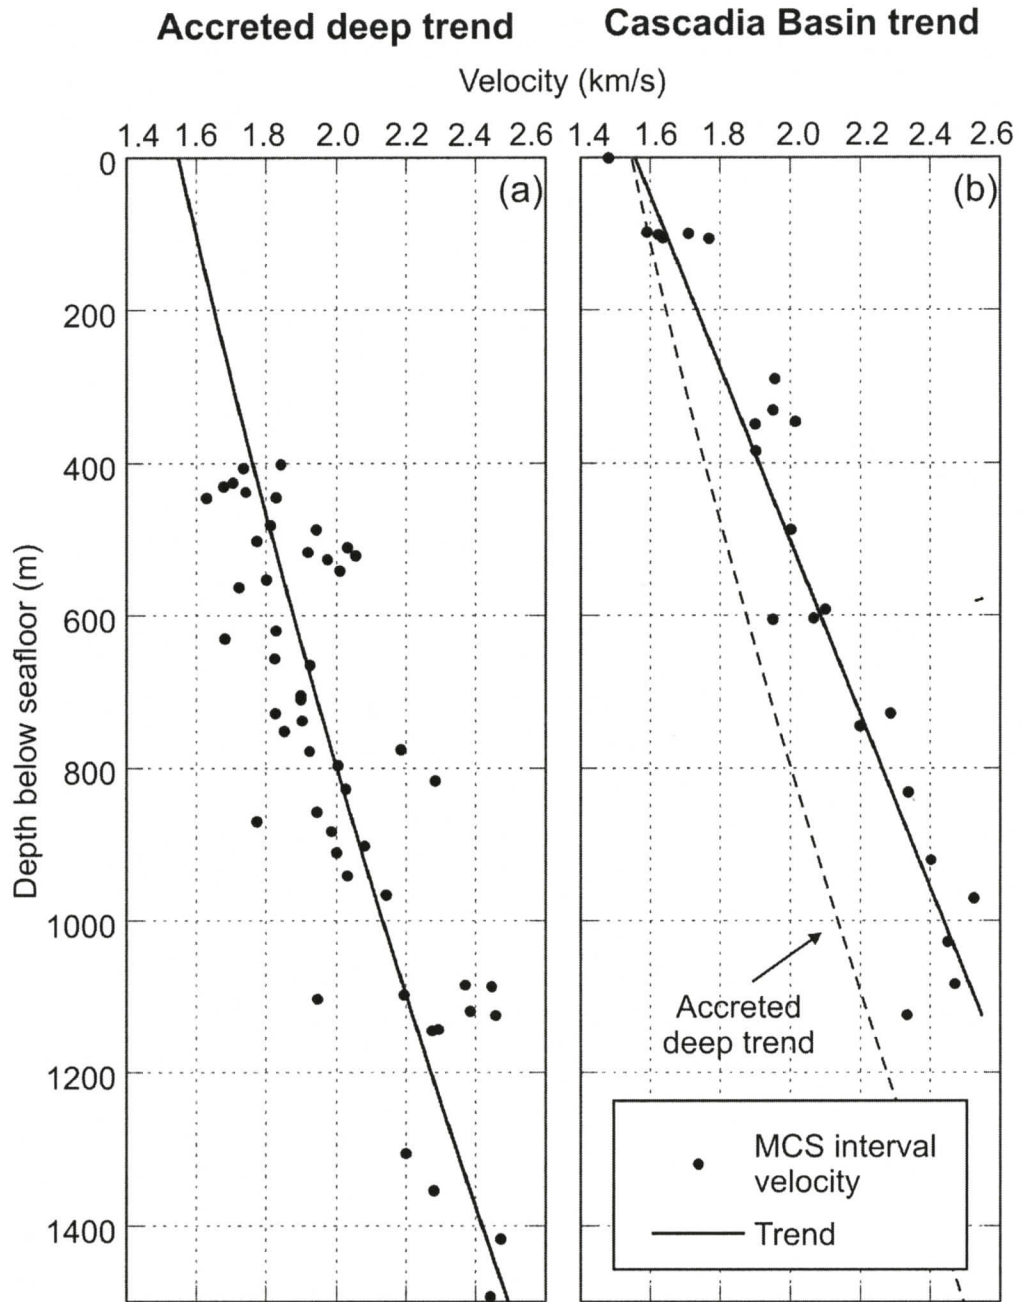 Accreted deep trend Cascadia Basin trend
Velocity (km/s)
1.4 1.6 1.8 2.0 2.2 2.4 2.6 1.4 1.6 1.8 2.0 2.2 2.4 2.6
0
(a) (b)
200
400
600
800
1000
1200
1400
Depth below seafloor (m)
Accreted
deep trend
MCS interval
velocity
Trend